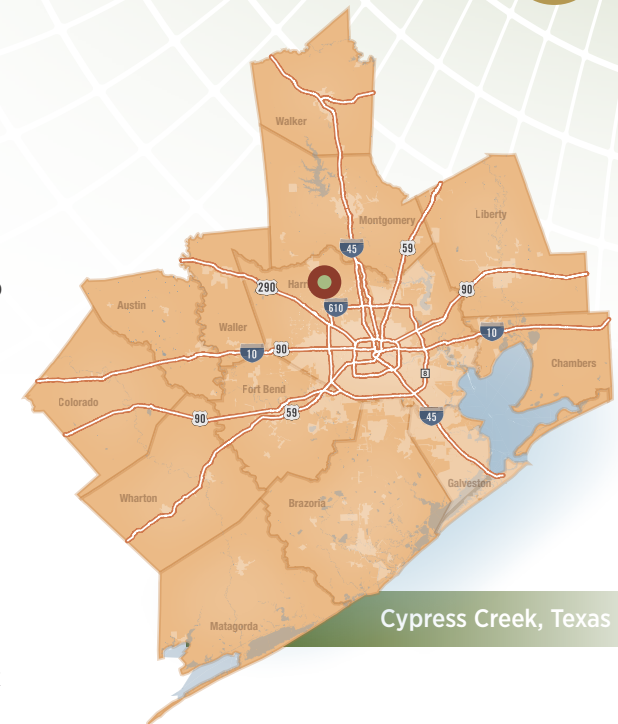 Walker
Montgomery
Liberty
45
59
Harr
290
90
610
Austin
Waller
10
10
90
Chambers
8
Fort Bend
Colorado
59
90
45
Galveston
Wharton
Brazoria
Cypress Creek, Texas
Matagorda